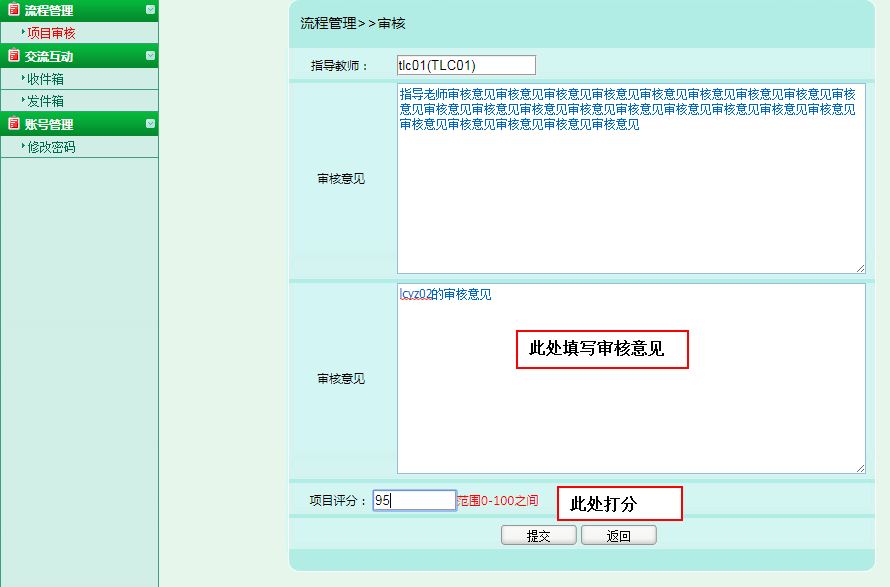 流程管理
项目审核
交流互动
收件箱
发件箱
账号管理
修改密码
流程管理>>审核
指导教师： tlc01(TLC01)
审核意见
指导老师审核意见审核意见审核意见审核意见审核意见审核意见审核意见审核意见审核
意见审核意见审核意见审核意见审核意见审核意见审核意见审核意见审核意见审核意见
审核意见审核意见审核意见审核意见审核意见
审核意见
lcyz02的审核意见
此处填写审核意见
项目评分： 95 范围0-100之间 此处打分
提交 返回